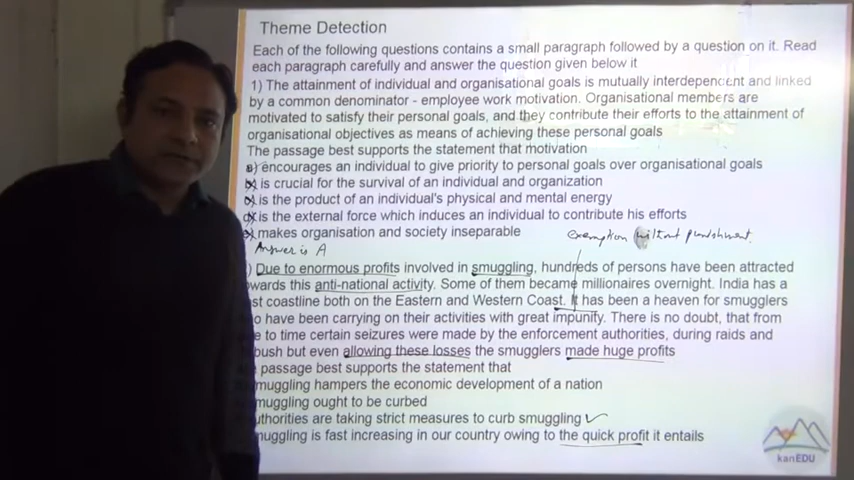 Theme Detection
Each of the following questions contains a small paragraph followed by a question on it. Read
each paragraph carefully and answer the question given below it
1) The attainment of individual and organisational goals is mutually interdependent and linked
by a common denominator - employee work motivation. Organisational members are
motivated to satisfy their personal goals, and they contribute their efforts to the attainment of
organisational objectives as means of achieving these personal goals
The passage best supports the statement that motivation
a) encourages an individual to give priority to personal goals over organisational goals
is crucial for the survival of an individual and organization
is the product of an individual's physical and mental energy
is the external force which induces an individual to contribute his efforts
makes organisation and society inseparable
Answer is A
exemption without punishment
) Due to enormous profits involved in smuggling, hundreds of persons have been attracted
owards this anti-national activity. Some of them became millionaires overnight. India has a
st coastline both on the Eastern and Western Coast. It has been a heaven for smugglers
o have been carrying on their activities with great impunity. There is no doubt, that from
e to time certain seizures were made by the enforcement authorities, during raids and
bush but even allowing these losses the smugglers made huge profits
passage best supports the statement that
muggling hampers the economic development of a nation
muggling ought to be curbed
uthorities are taking strict measures to curb smuggling
muggling is fast increasing in our country owing to the quick profit it entails
kanEDU